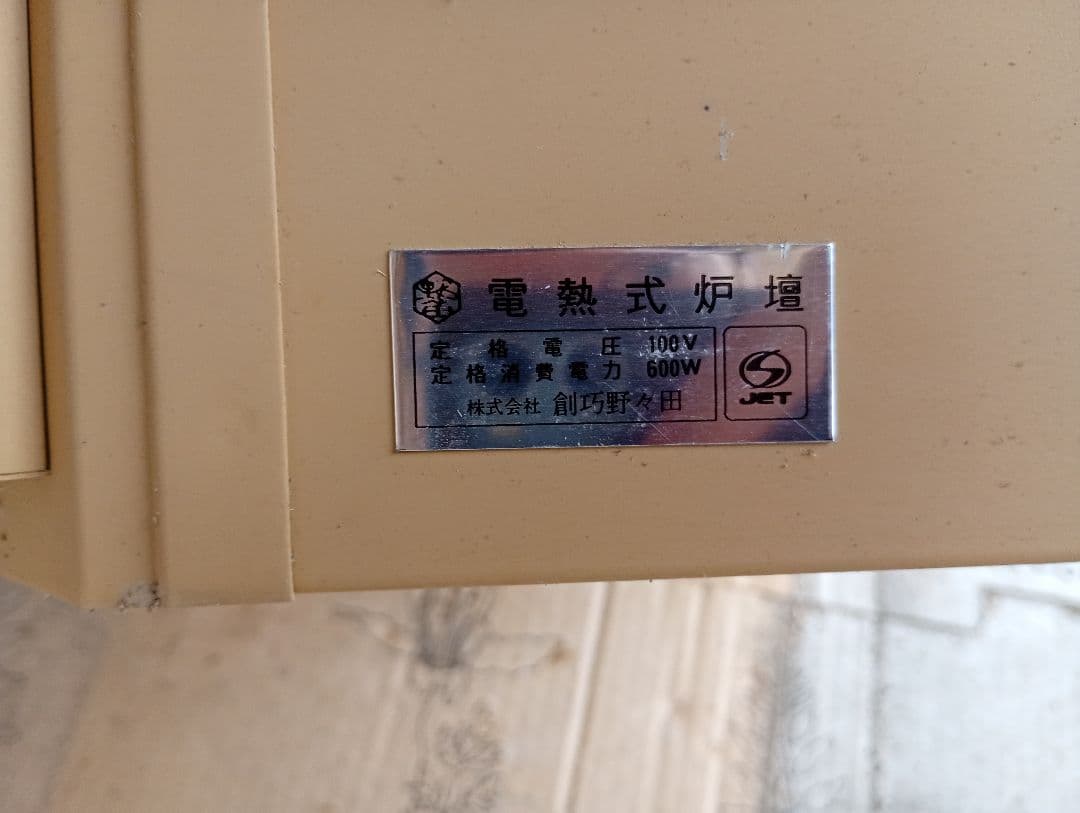 電熱式炉壇
定格電圧 100V
定格消費電力 600W
株式会社 創巧野々田
JET